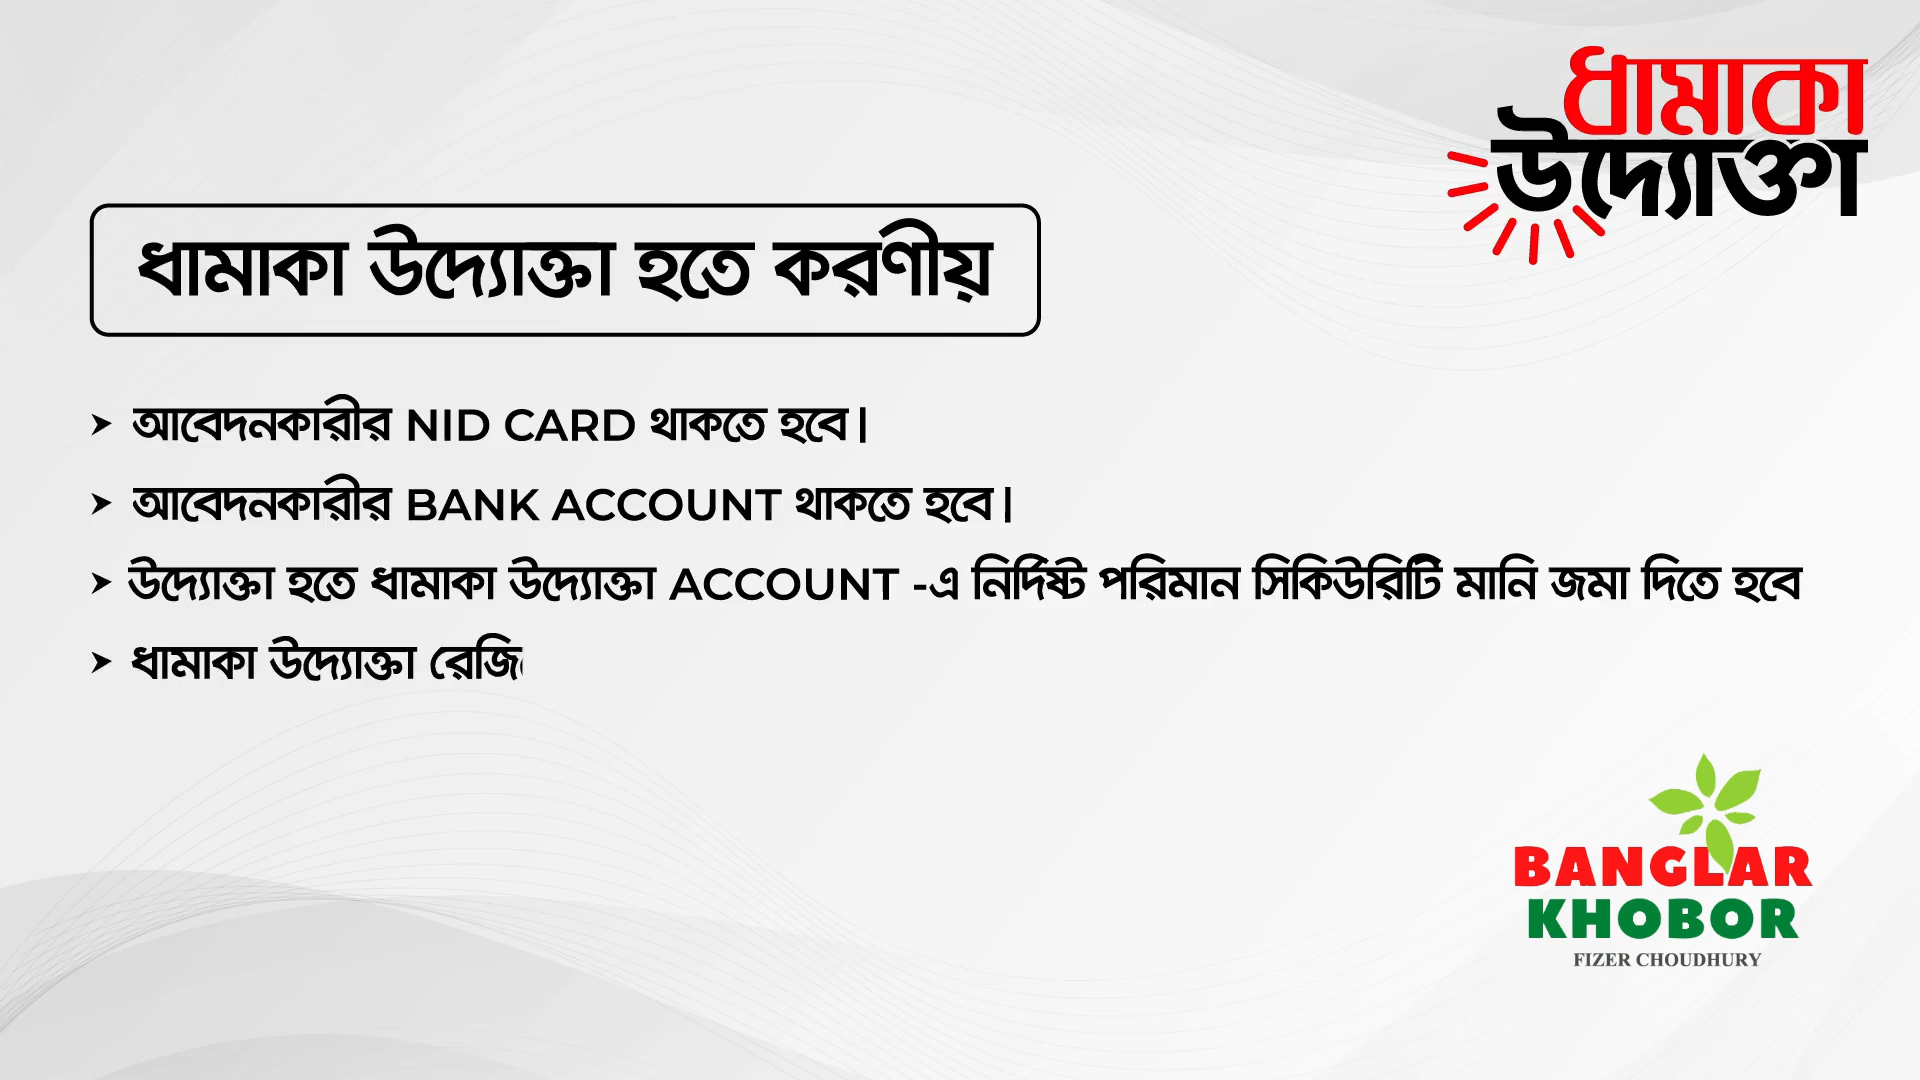 ধামাকা
উদ্যোক্তা
ধামাকা উদ্যোক্তা হতে করণীয়
➤ আবেদনকারীর NID CARD থাকতে হবে।
➤ আবেদনকারীর BANK ACCOUNT থাকতে হবে।
➤ উদ্যোক্তা হতে ধামাকা উদ্যোক্তা ACCOUNT -এ নির্দিষ্ট পরিমান সিকিউরিটি মানি জমা দিতে হবে
➤ ধামাকা উদ্যোক্তা
BANGLAR
KHOBOR
FIZER CHOUDHURY